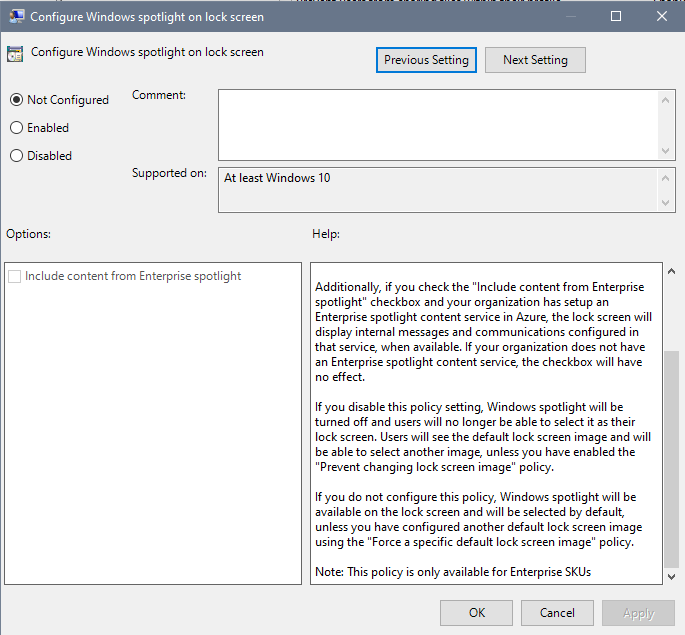 Configure Windows spotlight on lock screen
Configure Windows spotlight on lock screen
Previous Setting
Next Setting
Not Configured
Enabled
Disabled
Comment:
Supported on:
At least Windows 10
Options:
Help:
Include content from Enterprise spotlight
Additionally, if you check the "Include content from Enterprise
spotlight" checkbox and your organization has setup an
Enterprise spotlight content service in Azure, the lock screen will
display internal messages and communications configured in
that service, when available. If your organization does not have
an Enterprise spotlight content service, the checkbox will have
no effect.
If you disable this policy setting, Windows spotlight will be
turned off and users will no longer be able to select it as their
lock screen. Users will see the default lock screen image and will
be able to select another image, unless you have enabled the
"Prevent changing lock screen image" policy.
If you do not configure this policy, Windows spotlight will be
available on the lock screen and will be selected by default,
unless you have configured another default lock screen image
using the "Force a specific default lock screen image" policy.
Note: This policy is only available for Enterprise SKUs
OK
Cancel
Apply